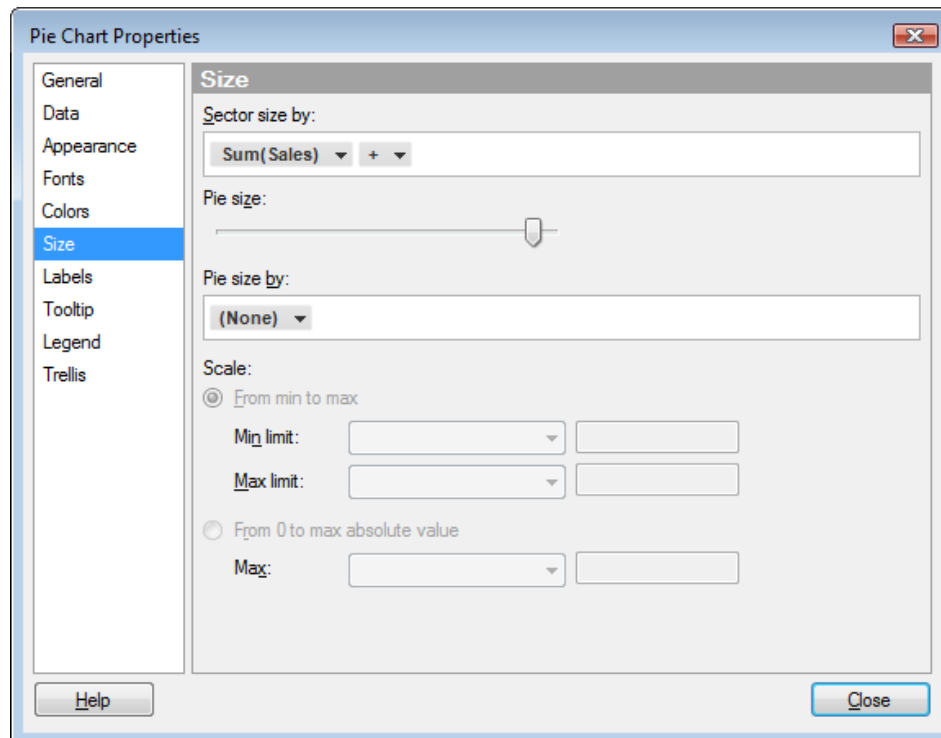 Pie Chart Properties
General
Data
Appearance
Fonts
Colors
Size
Labels
Tooltip
Legend
Trellis
Size
Sector size by:
Sum(Sales) +
Pie size:
Pie size by:
(None)
Scale:
From min to max
Min limit:
Max limit:
From 0 to max absolute value
Max:
Help
Close